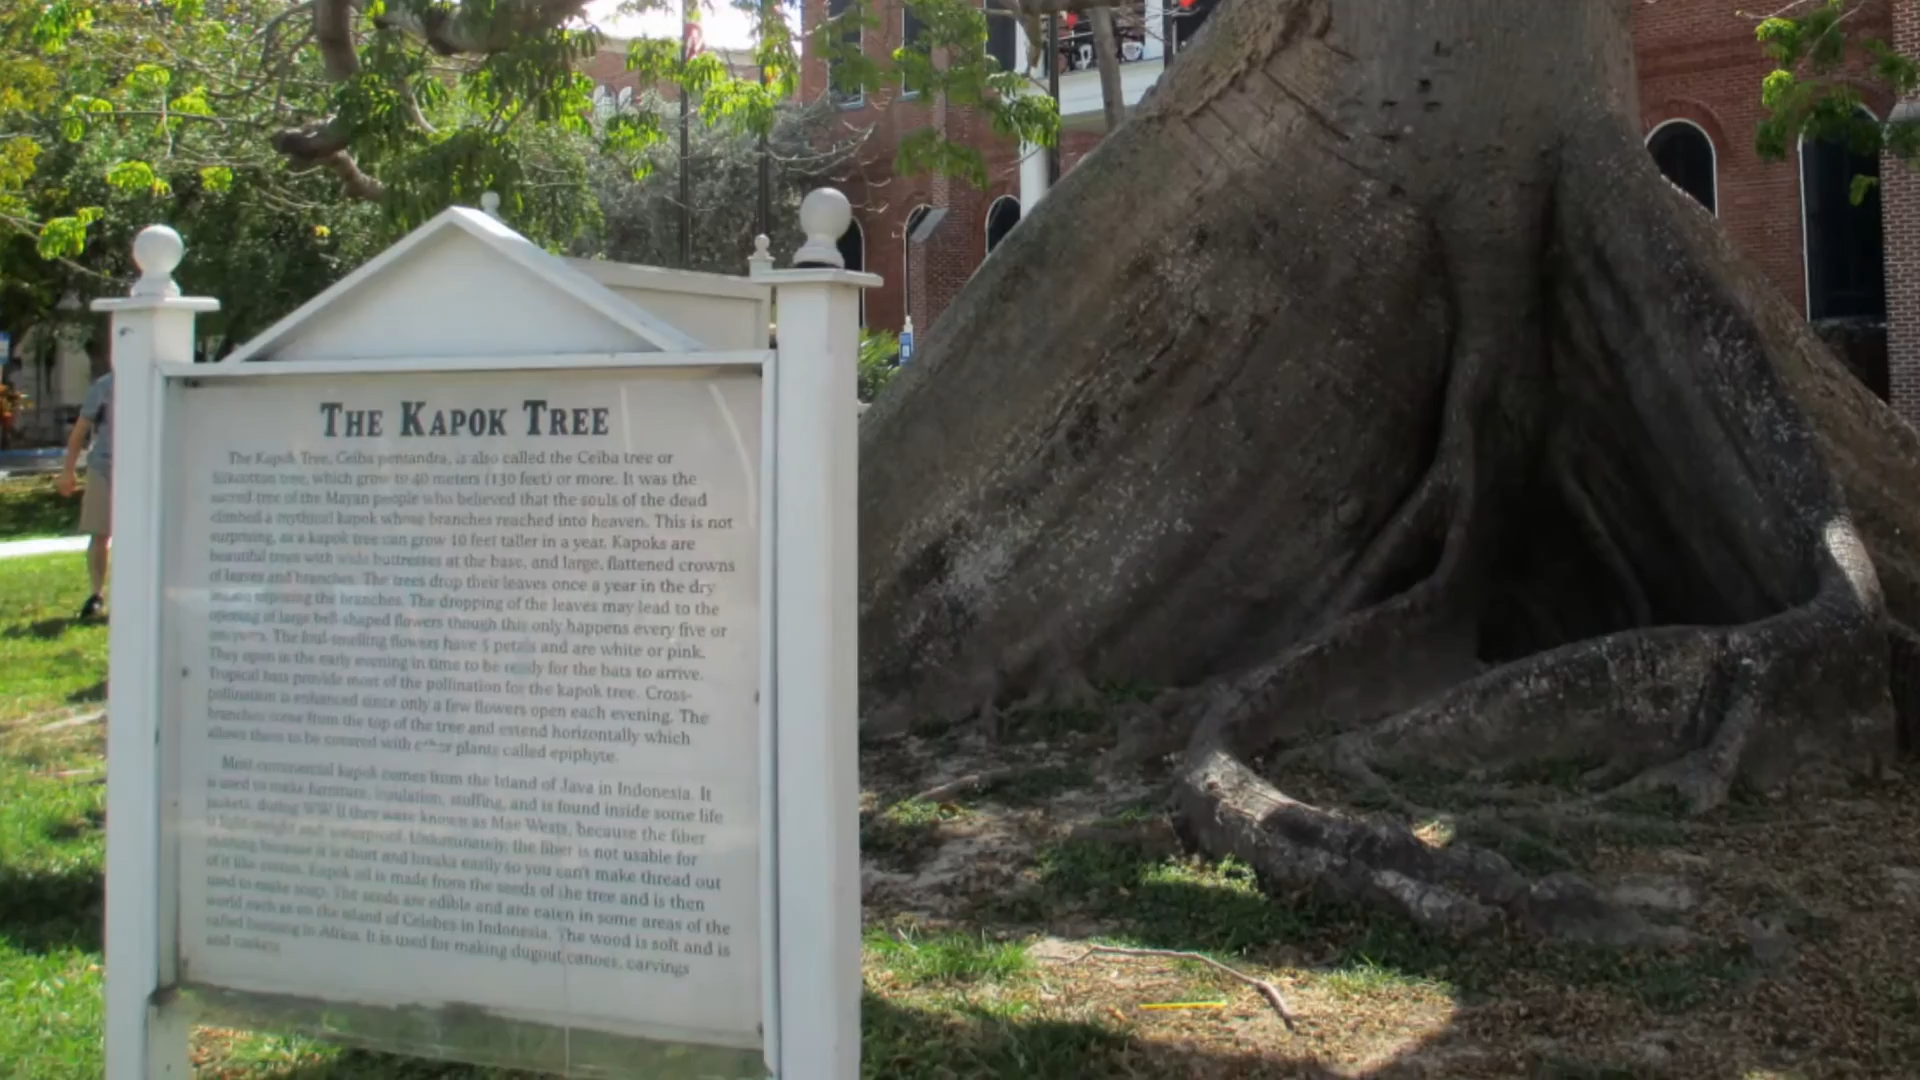 THE KAPOK TREE
The Kapok Tree, Ceiba pentandra, is also called the Ceiba tree or
Silkcotton tree, which grow to 40 meters (130 feet) or more. It was the
sacred tree of the Mayan people who believed that the souls of the dead
climbed a mythical kapok whose branches reached into heaven. This is not
surprising, as a kapok tree can grow 10 feet taller in a year. Kapoks are
beautiful trees with wide buttresses at the base, and large, flattened crowns
of leaves and branches. The trees drop their leaves once a year in the dry
season exposing the branches. The dropping of the leaves may lead to the
opening of large bell-shaped flowers though this only happens every five or
The foul-smelling flowers have 5 petals and are white or pink.
They open in the early evening in time to be ready for the bats to arrive.
Tropical bats provide most of the pollination for the kapok tree. Cross-
pollination is enhanced since only a few flowers open each evening. The
branches come from the top of the tree and extend horizontally which
allows them to be covered with other plants called epiphyte.
Most commercial kapok comes from the Island of Java in Indonesia. It
is used to make furniture, insulation, stuffing, and is found inside some life
jackets, during WW II they were known as Mae Wests, because the fiber
is light weight and waterproof. Unfortunately, the fiber is not usable for
because it is short and breaks easily so you can't make thread out
of it like cotton. Kapok oil is made from the seeds of the tree and is then
used to make soap. The seeds are edible and are eaten in some areas of the
world such as on the island of Celebes in Indonesia. The wood is soft and is
in Africa. It is used for making dugout canoes, carvings
and caskets.